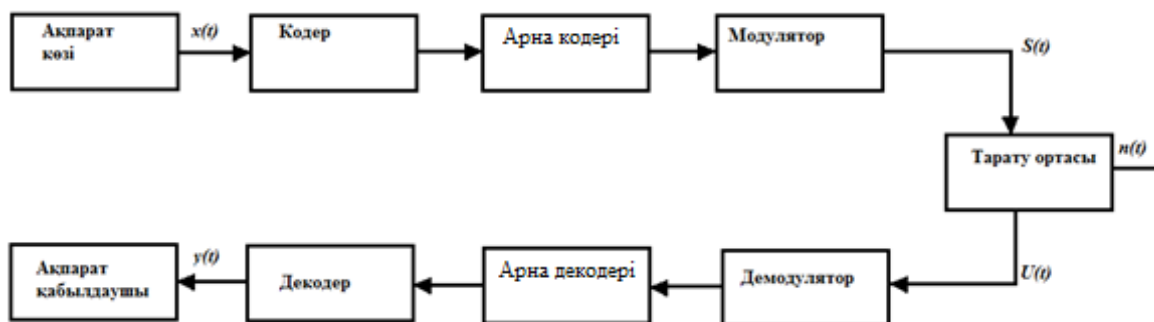 Ақпарат
көзі
x(t)
Кодер
Арна кодері
Модулятор
S(t)
Тарату ортасы
n(t)
Ақпарат
қабылдаушы
y(t)
Декодер
Арна декодері
Демодулятор
U(t)